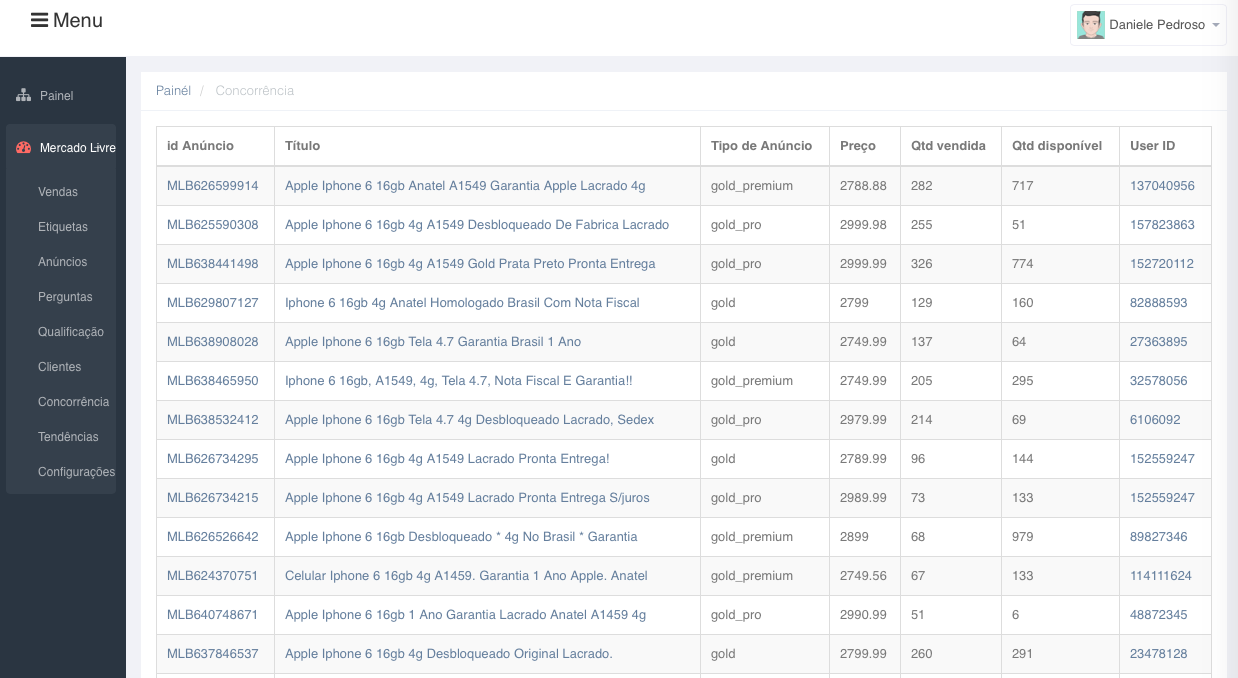 Menu
Daniele Pedroso
Painel
Mercado Livre
Vendas
Etiquetas
Anúncios
Perguntas
Qualificação
Clientes
Concorrência
Tendências
Configurações
Painél / Concorrência
id Anúncio Título Tipo de Anúncio Preço Qtd vendida Qtd disponível User ID
MLB626599914 Apple Iphone 6 16gb Anatel A1549 Garantia Apple Lacrado 4g gold_premium 2788.88 282 717 137040956
MLB625590308 Apple Iphone 6 16gb 4g A1549 Desbloqueado De Fabrica Lacrado gold_pro 2999.98 255 51 157823863
MLB638441498 Apple Iphone 6 16gb 4g A1549 Gold Prata Preto Pronta Entrega gold_pro 2999.99 326 774 152720112
MLB629807127 Iphone 6 16gb 4g Anatel Homologado Brasil Com Nota Fiscal gold 2799 129 160 82888593
MLB638908028 Apple Iphone 6 16gb Tela 4.7 Garantia Brasil 1 Ano gold 2749.99 137 64 27363895
MLB638465950 Iphone 6 16gb, A1549, 4g, Tela 4.7, Nota Fiscal E Garantia!! gold_premium 2749.99 205 295 32578056
MLB638532412 Apple Iphone 6 16gb Tela 4.7 4g Desbloqueado Lacrado, Sedex gold_pro 2979.99 214 69 6106092
MLB626734295 Apple Iphone 6 16gb 4g A1549 Lacrado Pronta Entrega! gold 2789.99 96 144 152559247
MLB626734215 Apple Iphone 6 16gb 4g A1549 Lacrado Pronta Entrega S/juros gold_pro 2989.99 73 133 152559247
MLB626526642 Apple Iphone 6 16gb Desbloqueado * 4g No Brasil * Garantia gold_premium 2899 68 979 89827346
MLB624370751 Celular Iphone 6 16gb 4g A1459. Garantia 1 Ano Apple. Anatel gold_premium 2749.56 67 133 114111624
MLB640748671 Apple Iphone 6 16gb 1 Ano Garantia Lacrado Anatel A1459 4g gold_pro 2990.99 51 6 48872345
MLB637846537 Apple Iphone 6 16gb 4g Desbloqueado Original Lacrado. gold 2799.99 260 291 23478128